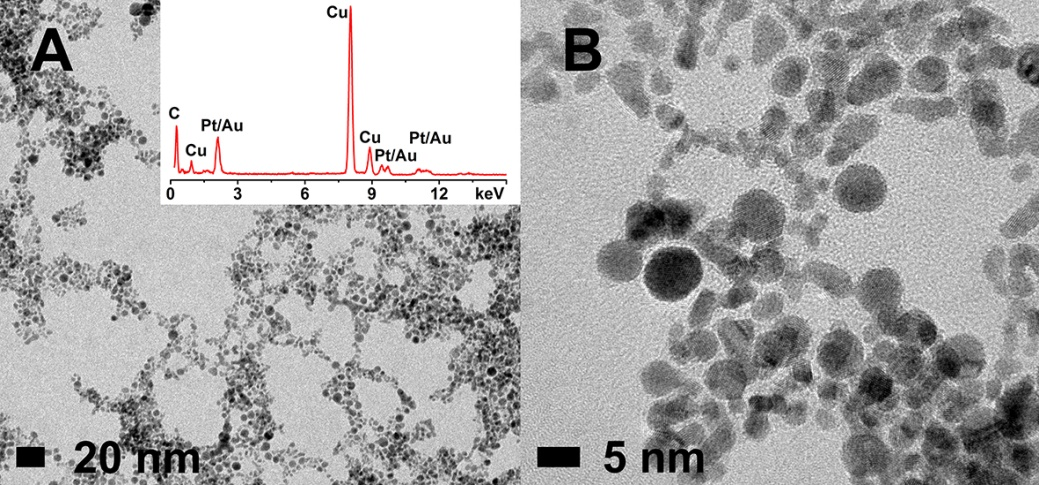 A
Cu
C
Pt/Au
Cu
Cu
Pt/Au
Pt/Au
0 3 6 9 12 keV
20 nm
B
5 nm